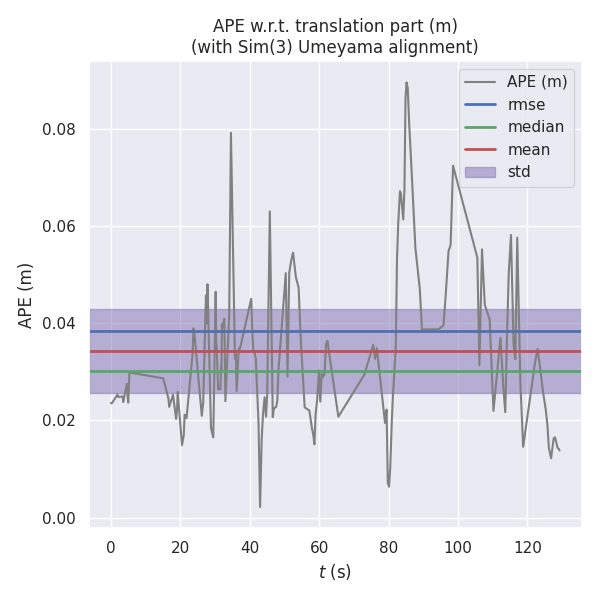 APE w.r.t. translation part (m)
(with Sim(3) Umeyama alignment)
APE (m)
rmse
median
mean
std
APE (m)
0.08
0.06
0.04
0.02
0.00
0 20 40 60 80 100 120
t (s)